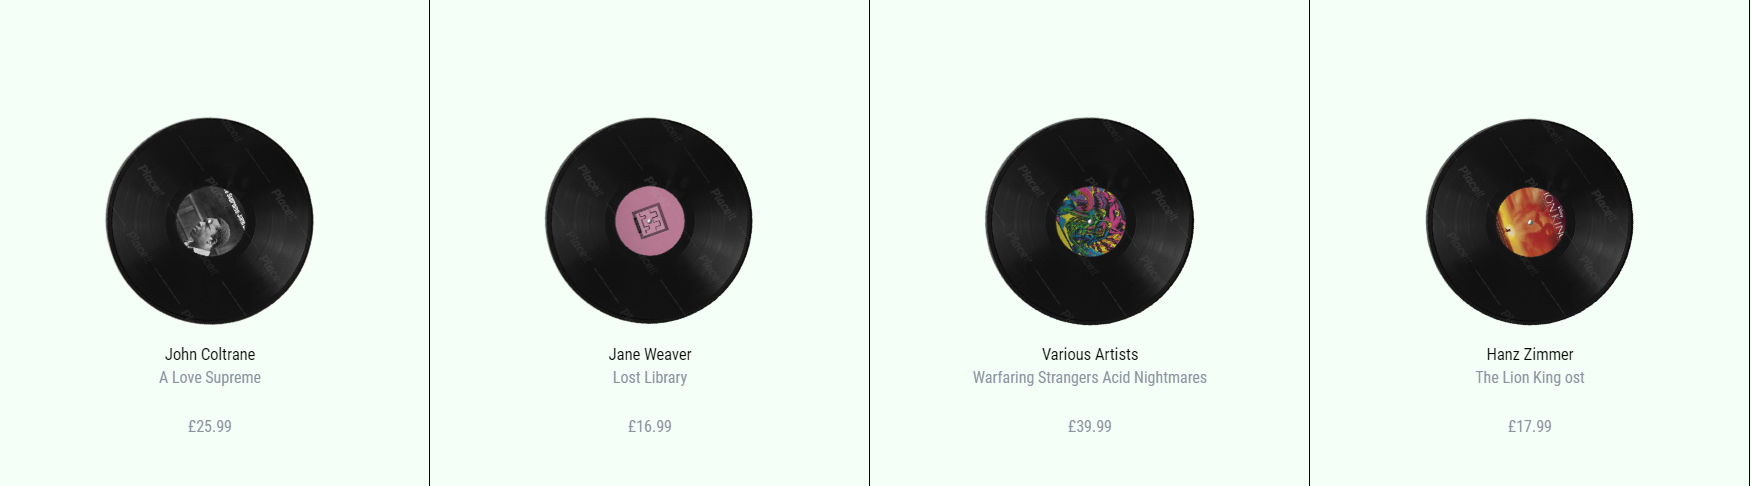 John Coltrane
A Love Supreme
£25.99
Jane Weaver
Lost Library
£16.99
Various Artists
Warfaring Strangers Acid Nightmares
£39.99
Hanz Zimmer
The Lion King ost
£17.99